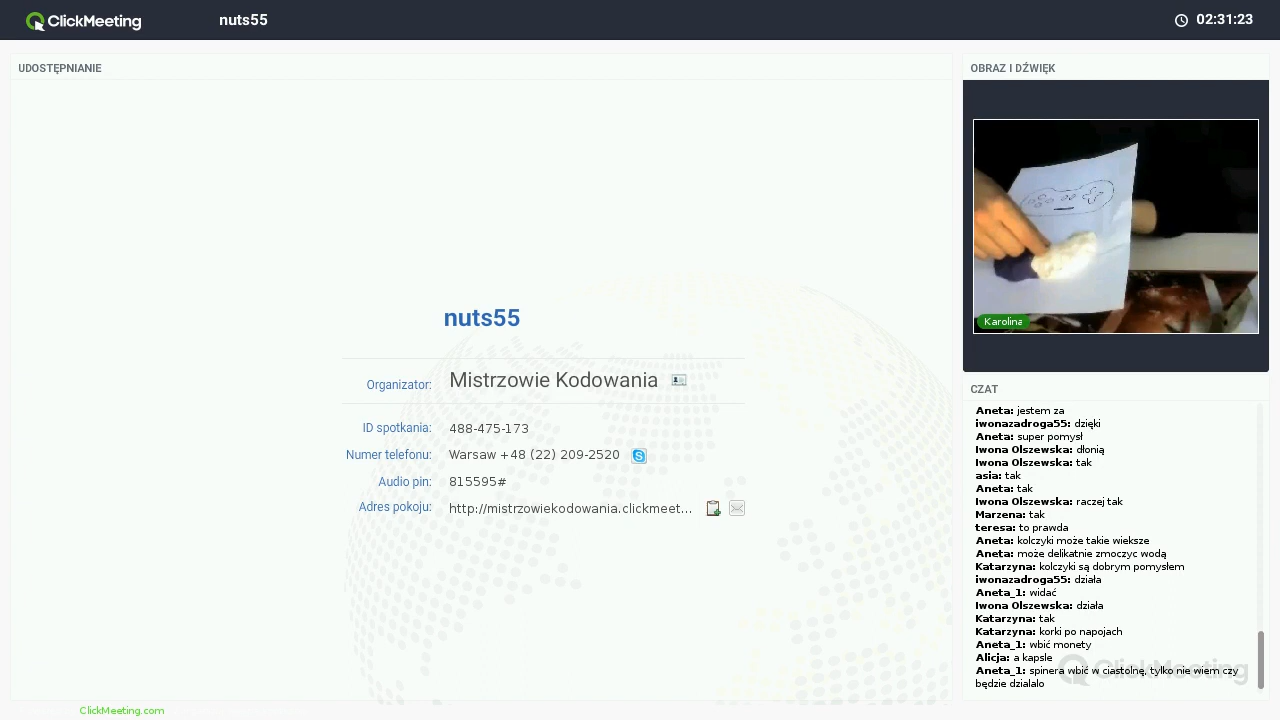 ClickMeeting
nuts55
02:31:23
UDOSTĘPNIANIE
nuts55
Organizator: Mistrzowie Kodowania
ID spotkania: 488-475-173
Numer telefonu: Warsaw +48 (22) 209-2520
Audio pin: 815595#
Adres pokoju: http://mistrzowiekodowania.clickmeet...
OBRAZ I DŹWIĘK
Karolina
CZAT
Aneta: jestem za
iwonazadroga55: dzięki
Aneta: super pomysł
Iwona Olszewska: dłonią
Iwona Olszewska: tak
asia: tak
Aneta: tak
Iwona Olszewska: raczej tak
Marzena: tak
teresa: to prawda
Aneta: kolczyki może takie wieksze
Aneta: może delikatnie zmoczyc wodą
Katarzyna: kolczyki są dobrym pomysłem
iwonazadroga55: działa
Aneta_1: widać
Iwona Olszewska: działa
Katarzyna: tak
Katarzyna: korki po napojach
Aneta_1: wbić monety
Alicja: a kapsle
Aneta_1: spinera wbić w ciastolnę, tylko nie wiem czy
będzie dzialalo
ClickMeeting
ClickMeeting.com